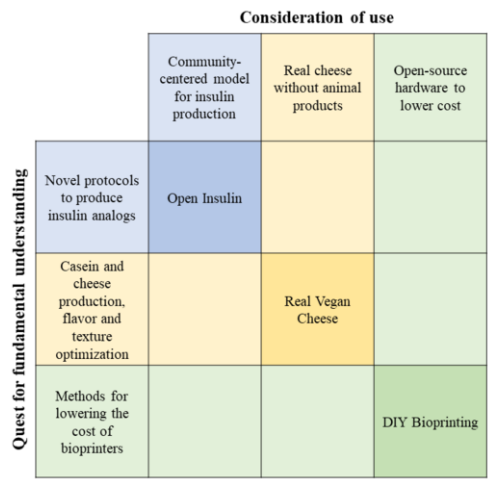 Consideration of use
Community-
centered model
for insulin
production
Real cheese
without animal
products
Open-source
hardware to
lower cost
Quest for fundamental understanding
Novel protocols
to produce
insulin analogs
Open Insulin
Casein and
cheese
production,
flavor and
texture
optimization
Real Vegan
Cheese
Methods for
lowering the
cost of
bioprinters
DIY Bioprinting